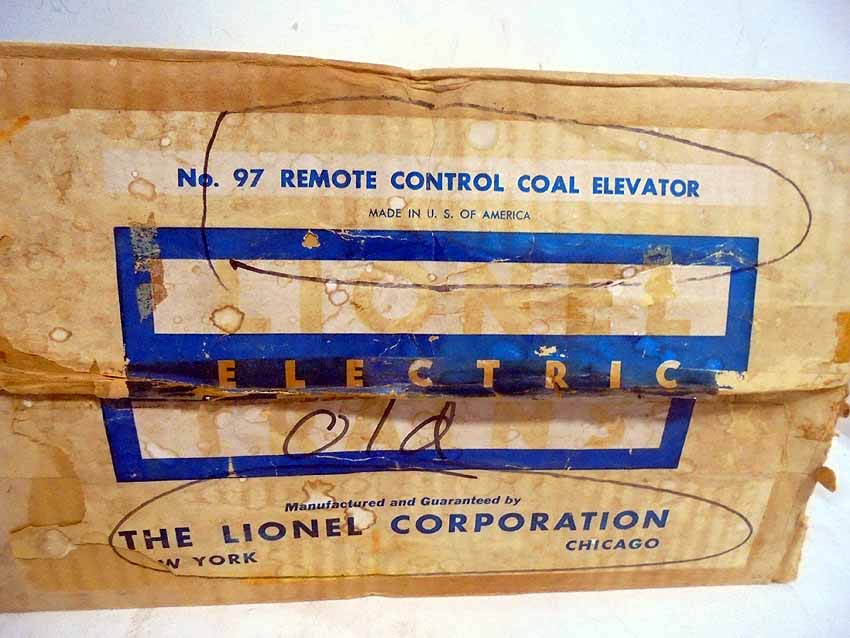 No. 97 REMOTE CONTROL COAL ELEVATOR
MADE IN U. S. OF AMERICA
LIONEL
ELECTRIC
Old
Manufactured and Guaranteed by
THE LIONEL CORPORATION
W YORK CHICAGO